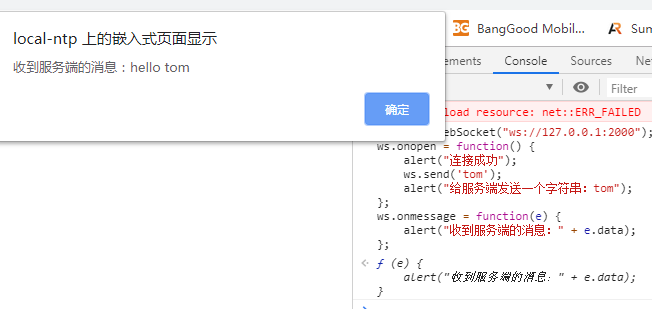 local-ntp 上的嵌入式页面显示
收到服务端的消息：hello tom
确定
BangGood Mobil...
Sum
ements Console Sources Netw
Filter
load resource: net::ERR_FAILED
ebSocket("ws://127.0.0.1:2000");
ws.onopen = function() {
alert("连接成功");
ws.send('tom');
alert("给服务端发送一个字符串：tom");
};
ws.onmessage = function(e) {
alert("收到服务端的消息：" + e.data);
};
ƒ (e) {
alert("收到服务端的消息：" + e.data);
}